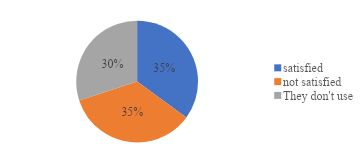 30%
35%
35%
satisfied
not satisfied
They don't use